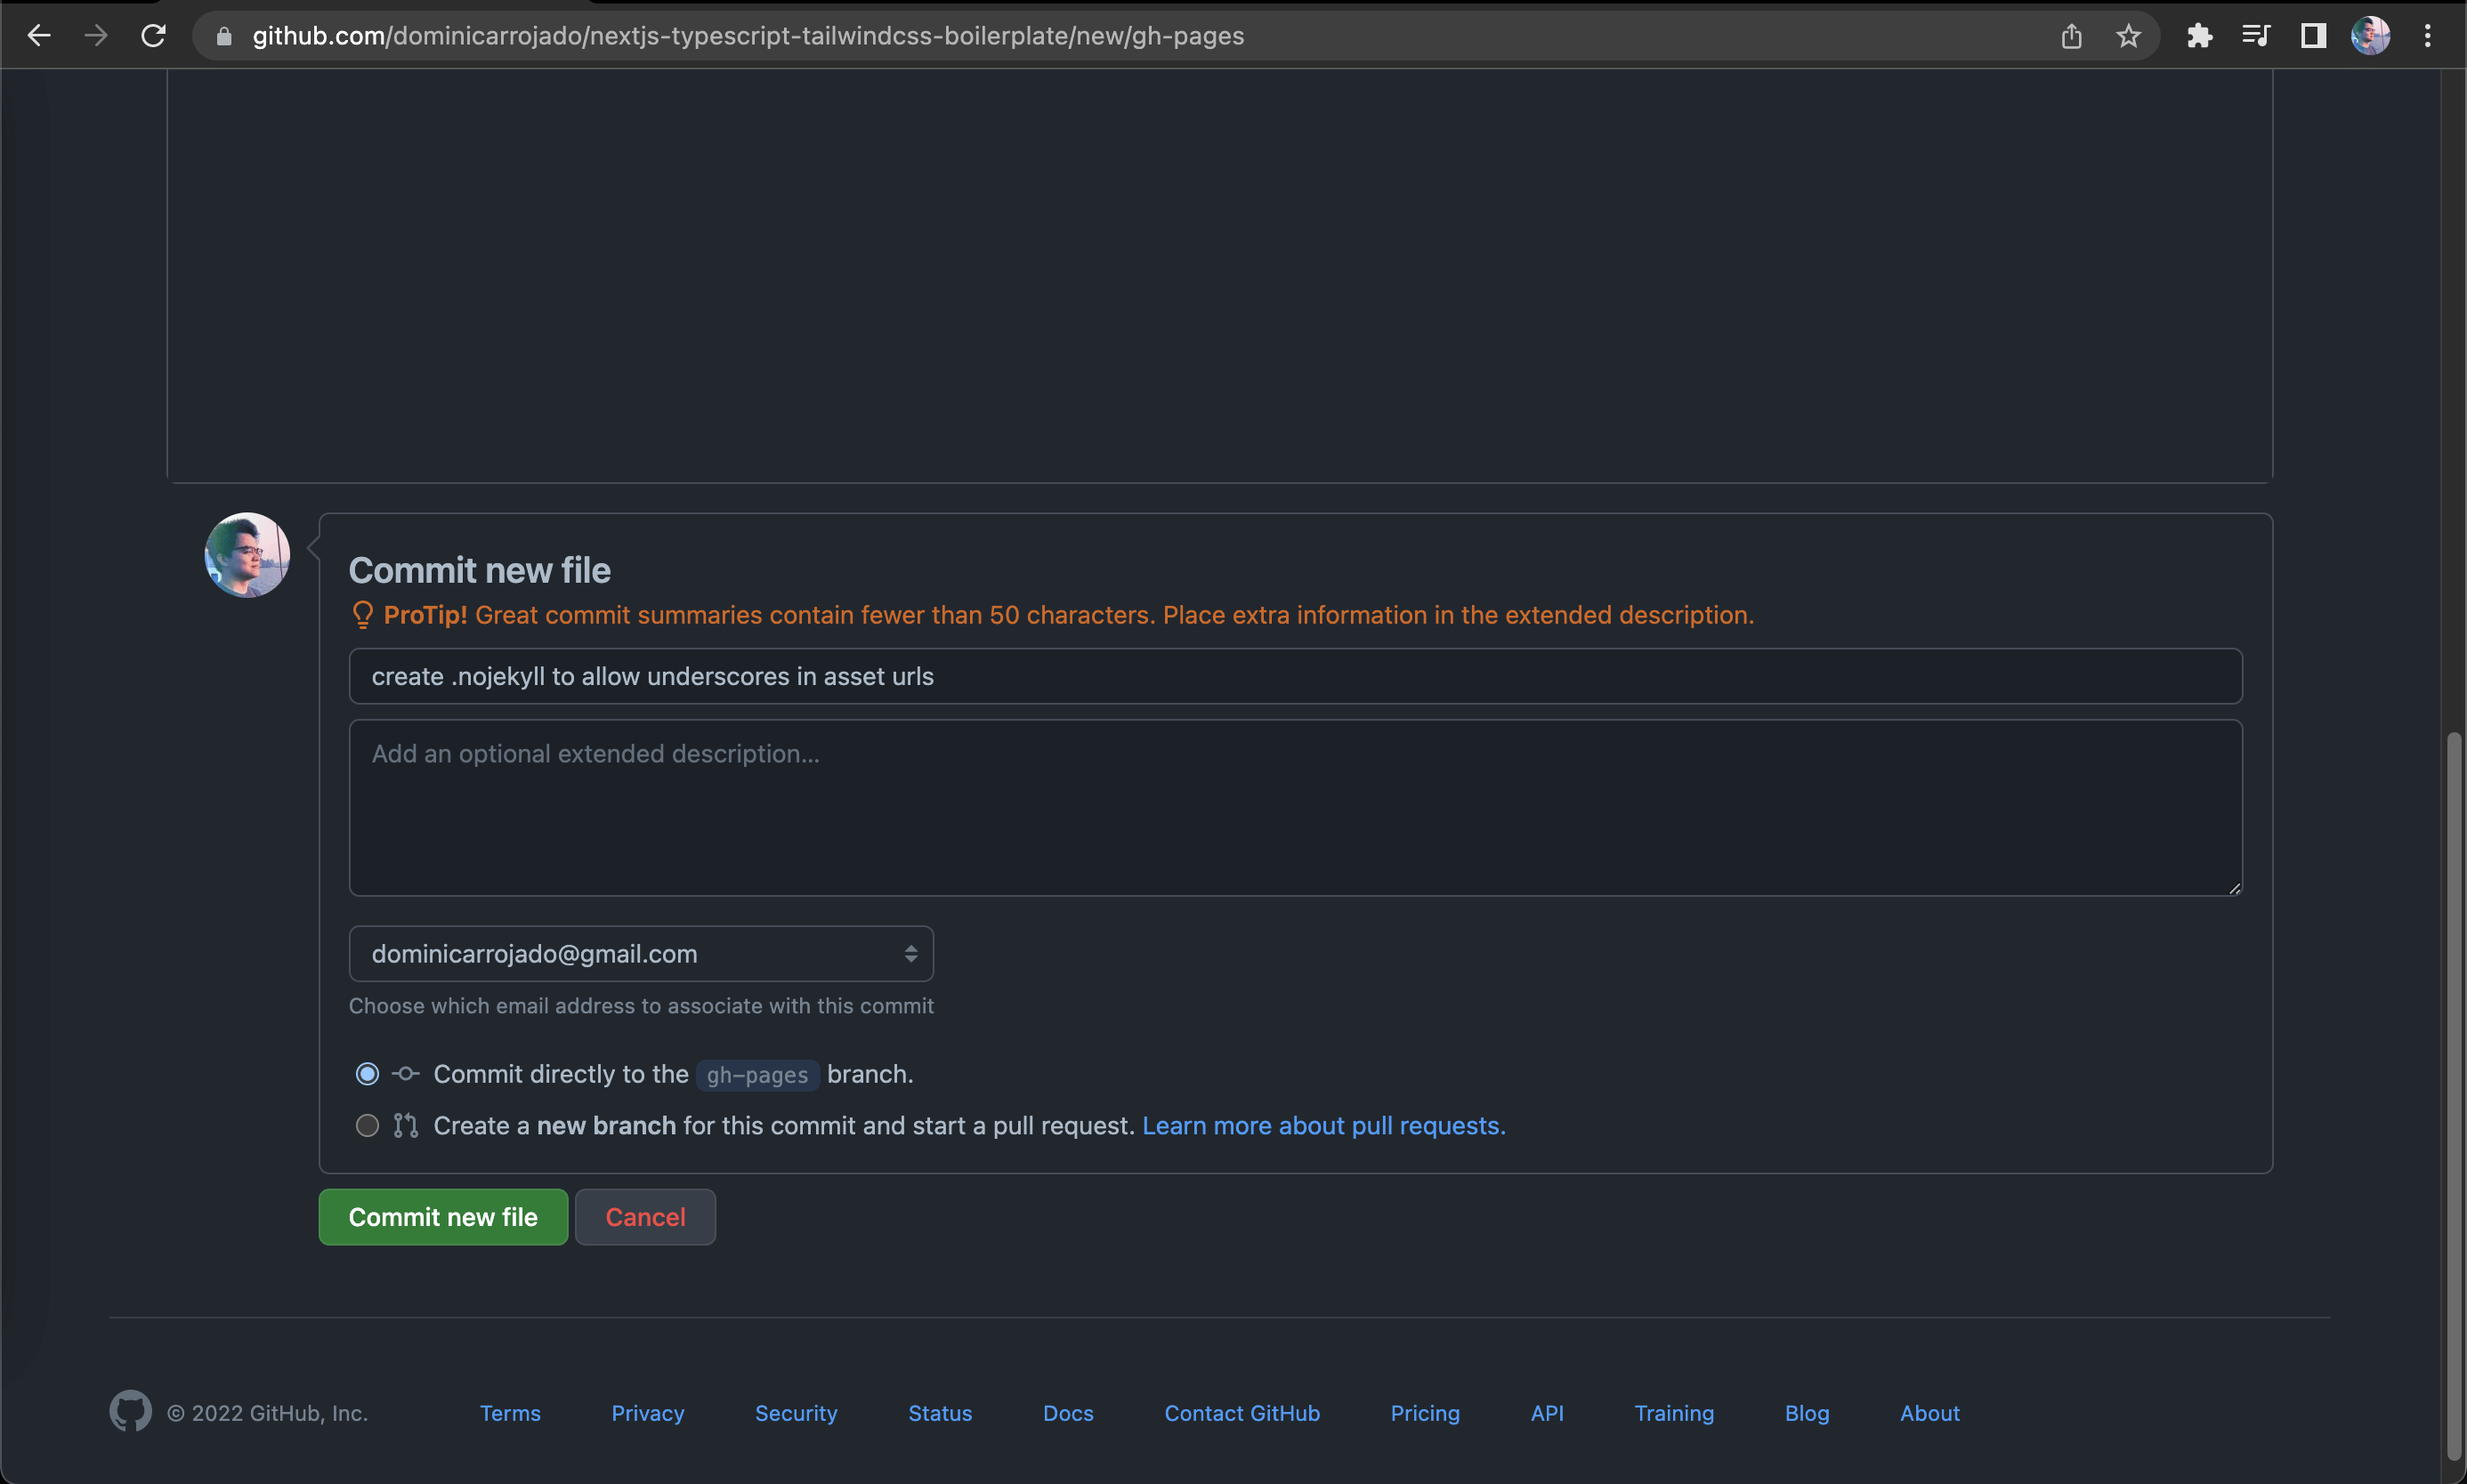 github.com/dominicarrojado/nextjs-typescript-tailwindcss-boilerplate/new/gh-pages
Commit new file
ProTip! Great commit summaries contain fewer than 50 characters. Place extra information in the extended description.
create .nojekyll to allow underscores in asset urls
Add an optional extended description...
dominicarrojado@gmail.com
Choose which email address to associate with this commit
Commit directly to the gh-pages branch.
Create a new branch for this commit and start a pull request. Learn more about pull requests.
Commit new file Cancel
© 2022 GitHub, Inc. Terms Privacy Security Status Docs Contact GitHub Pricing API Training Blog About